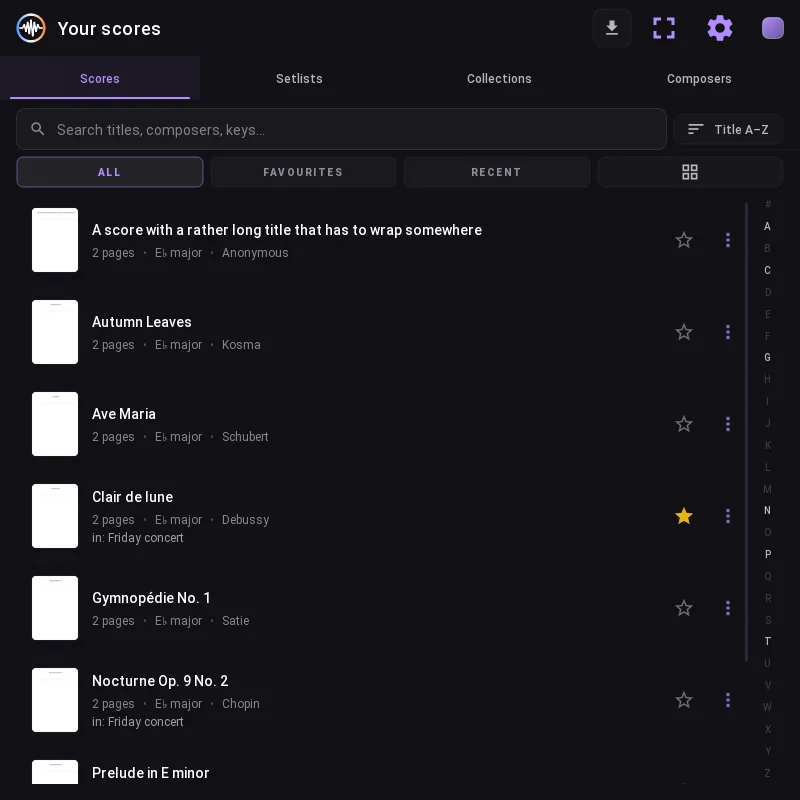 Your scores
Scores
Setlists
Collections
Composers
Search titles, composers, keys...
Title A–Z
ALL
FAVOURITES
RECENT
A score with a rather long title that has to wrap somewhere
2 pages • E♭ major • Anonymous
Autumn Leaves
2 pages • E♭ major • Kosma
Ave Maria
2 pages • E♭ major • Schubert
Clair de lune
2 pages • E♭ major • Debussy
in: Friday concert
Gymnopédie No. 1
2 pages • E♭ major • Satie
Nocturne Op. 9 No. 2
2 pages • E♭ major • Chopin
in: Friday concert
Prelude in E minor
#
A
B
C
D
E
F
G
H
I
J
K
L
M
N
O
P
Q
R
S
T
U
V
W
X
Y
Z